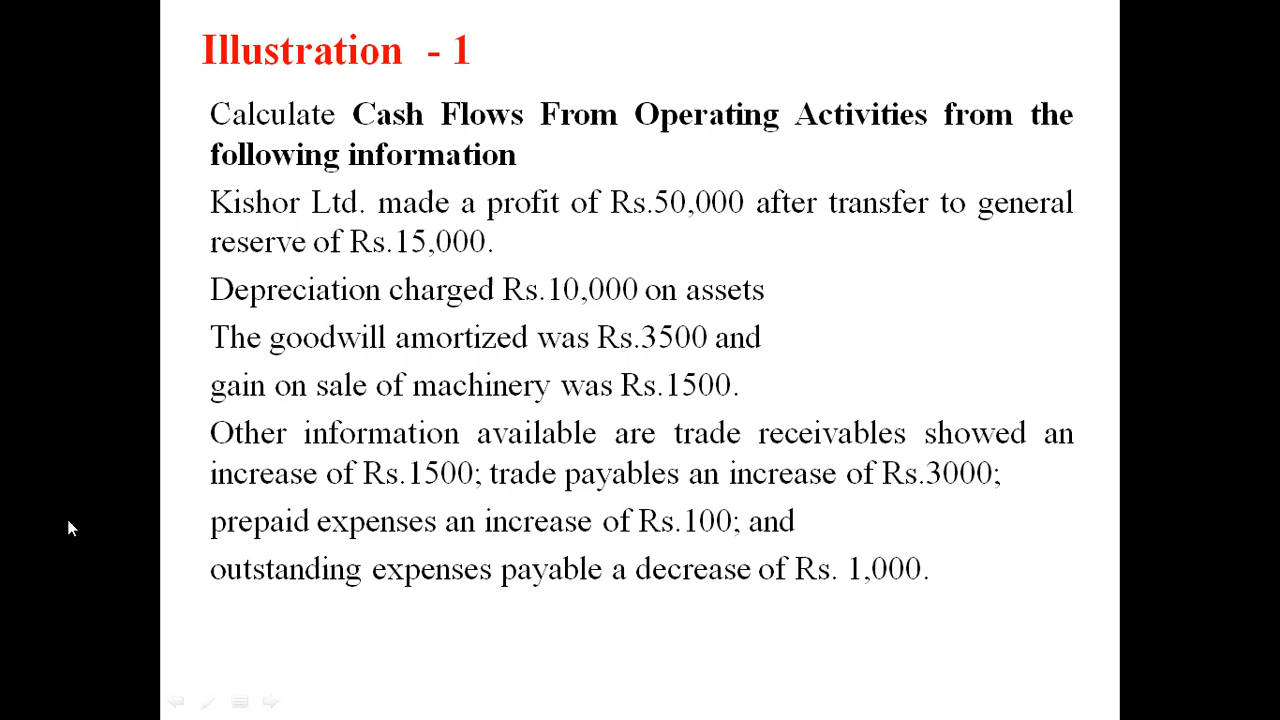 Illustration - 1
Calculate Cash Flows From Operating Activities from the
following information
Kishor Ltd. made a profit of Rs.50,000 after transfer to general
reserve of Rs.15,000.
Depreciation charged Rs.10,000 on assets
The goodwill amortized was Rs.3500 and
gain on sale of machinery was Rs.1500.
Other information available are trade receivables showed an
increase of Rs.1500; trade payables an increase of Rs.3000;
prepaid expenses an increase of Rs.100; and
outstanding expenses payable a decrease of Rs. 1,000.